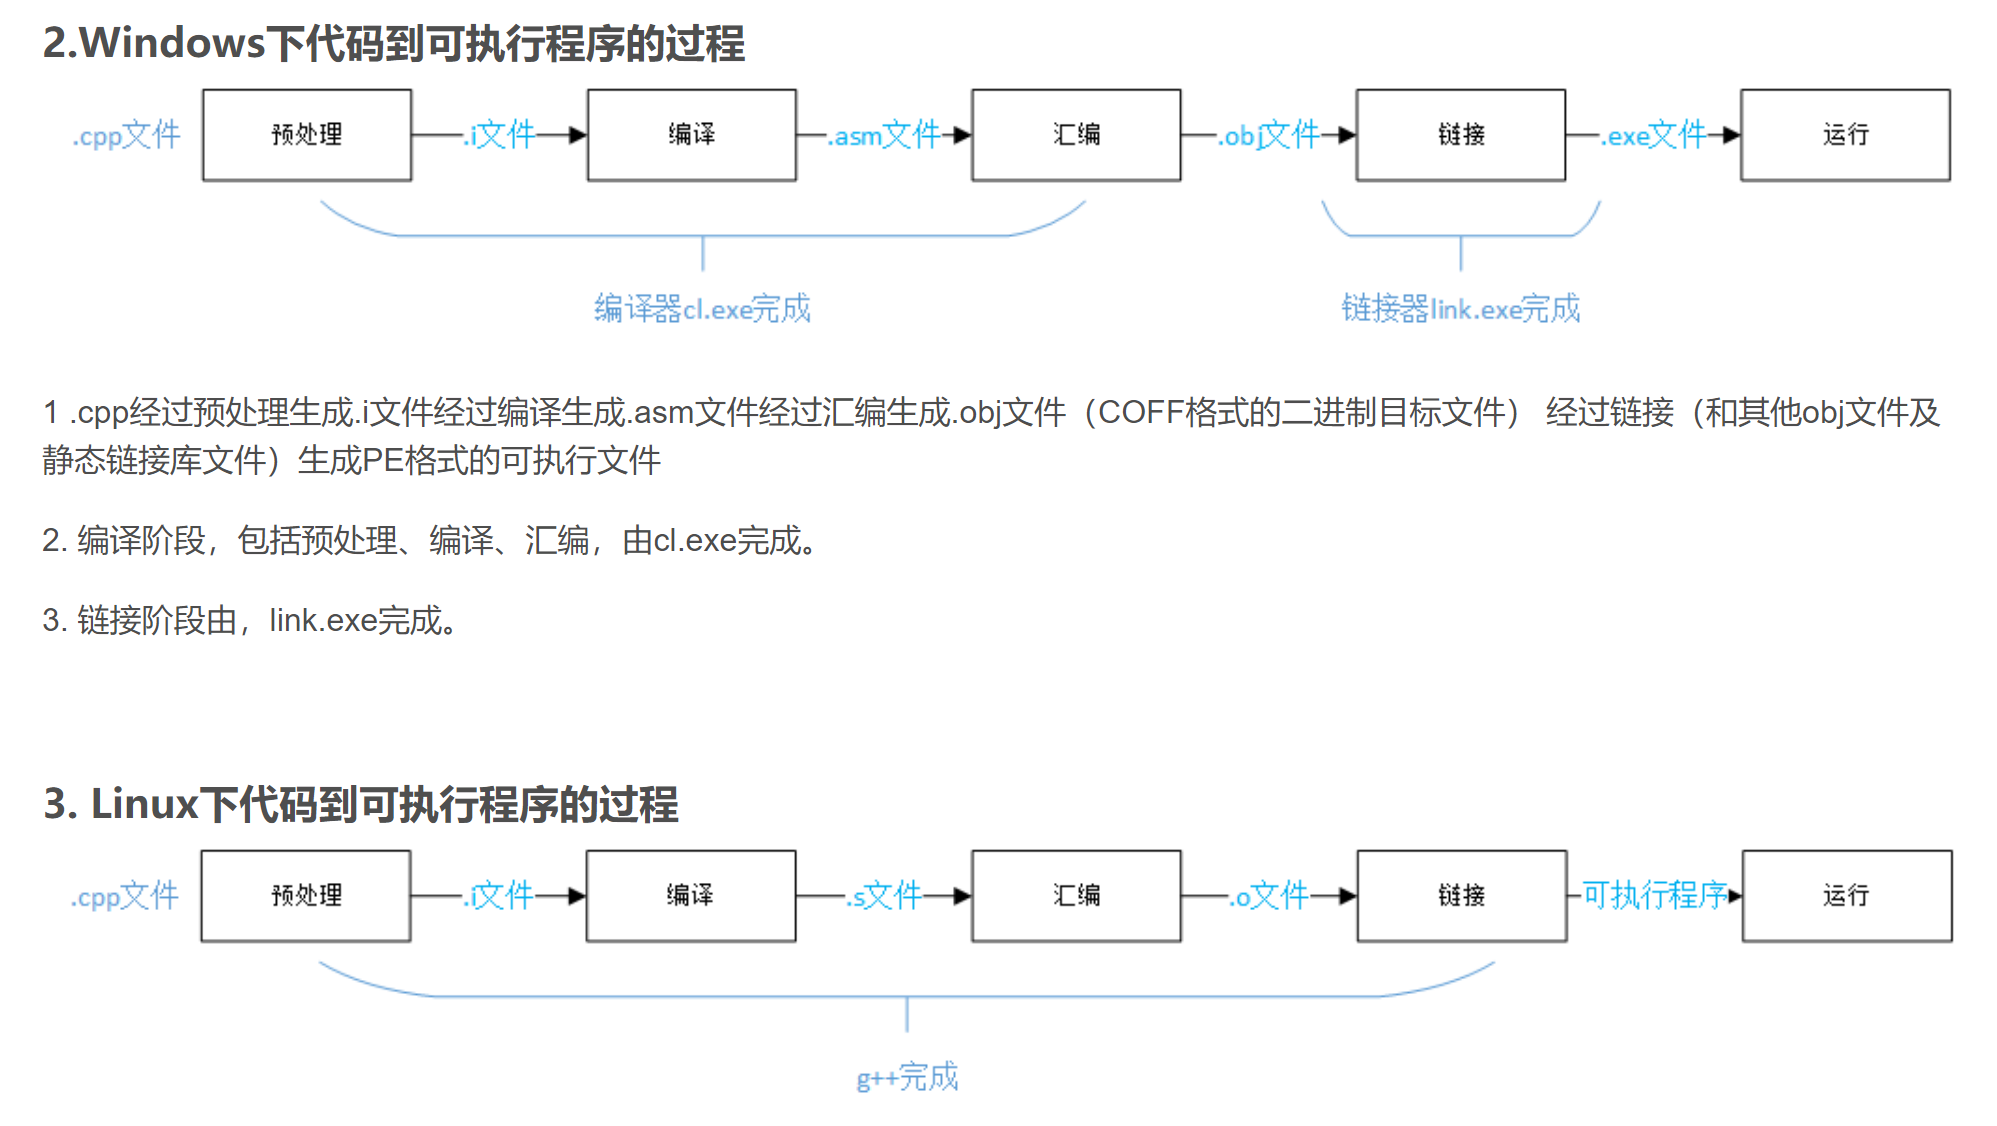 2.Windows下代码到可执行程序的过程
.cpp文件 预处理 .i文件 编译 .asm文件 汇编 .obj文件 链接 .exe文件 运行
编译器cl.exe完成 链接器link.exe完成
1 .cpp经过预处理生成.i文件经过编译生成.asm文件经过汇编生成.obj文件（COFF格式的二进制目标文件） 经过链接（和其他obj文件及
静态链接库文件）生成PE格式的可执行文件
2. 编译阶段，包括预处理、编译、汇编，由cl.exe完成。
3. 链接阶段由，link.exe完成。
3. Linux下代码到可执行程序的过程
.cpp文件 预处理 .i文件 编译 .s文件 汇编 .o文件 链接 可执行程序 运行
g++完成